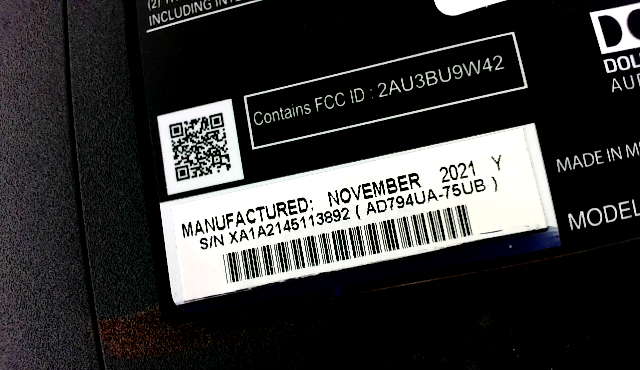 INCLUDING
Contains FCC ID : 2AU3BU9W42
MANUFACTURED: NOVEMBER 2021 Y
S/N XA1A2145113892 ( AD794UA-75UB )
MADE IN
MODEL